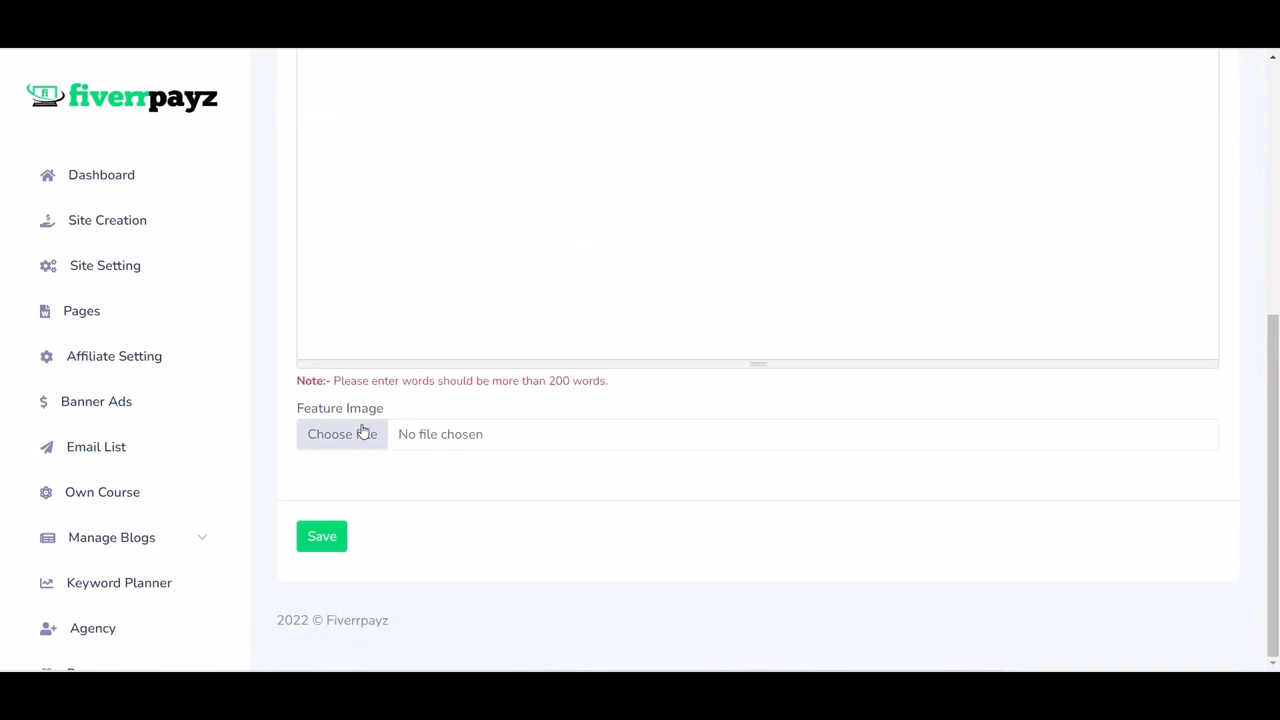 fiverrpayz
Dashboard
Site Creation
Site Setting
Pages
Affiliate Setting
Banner Ads
Email List
Own Course
Manage Blogs
Keyword Planner
Agency
Note:- Please enter words should be more than 200 words.
Feature Image
Choose File No file chosen
Save
2022 © Fiverrpayz